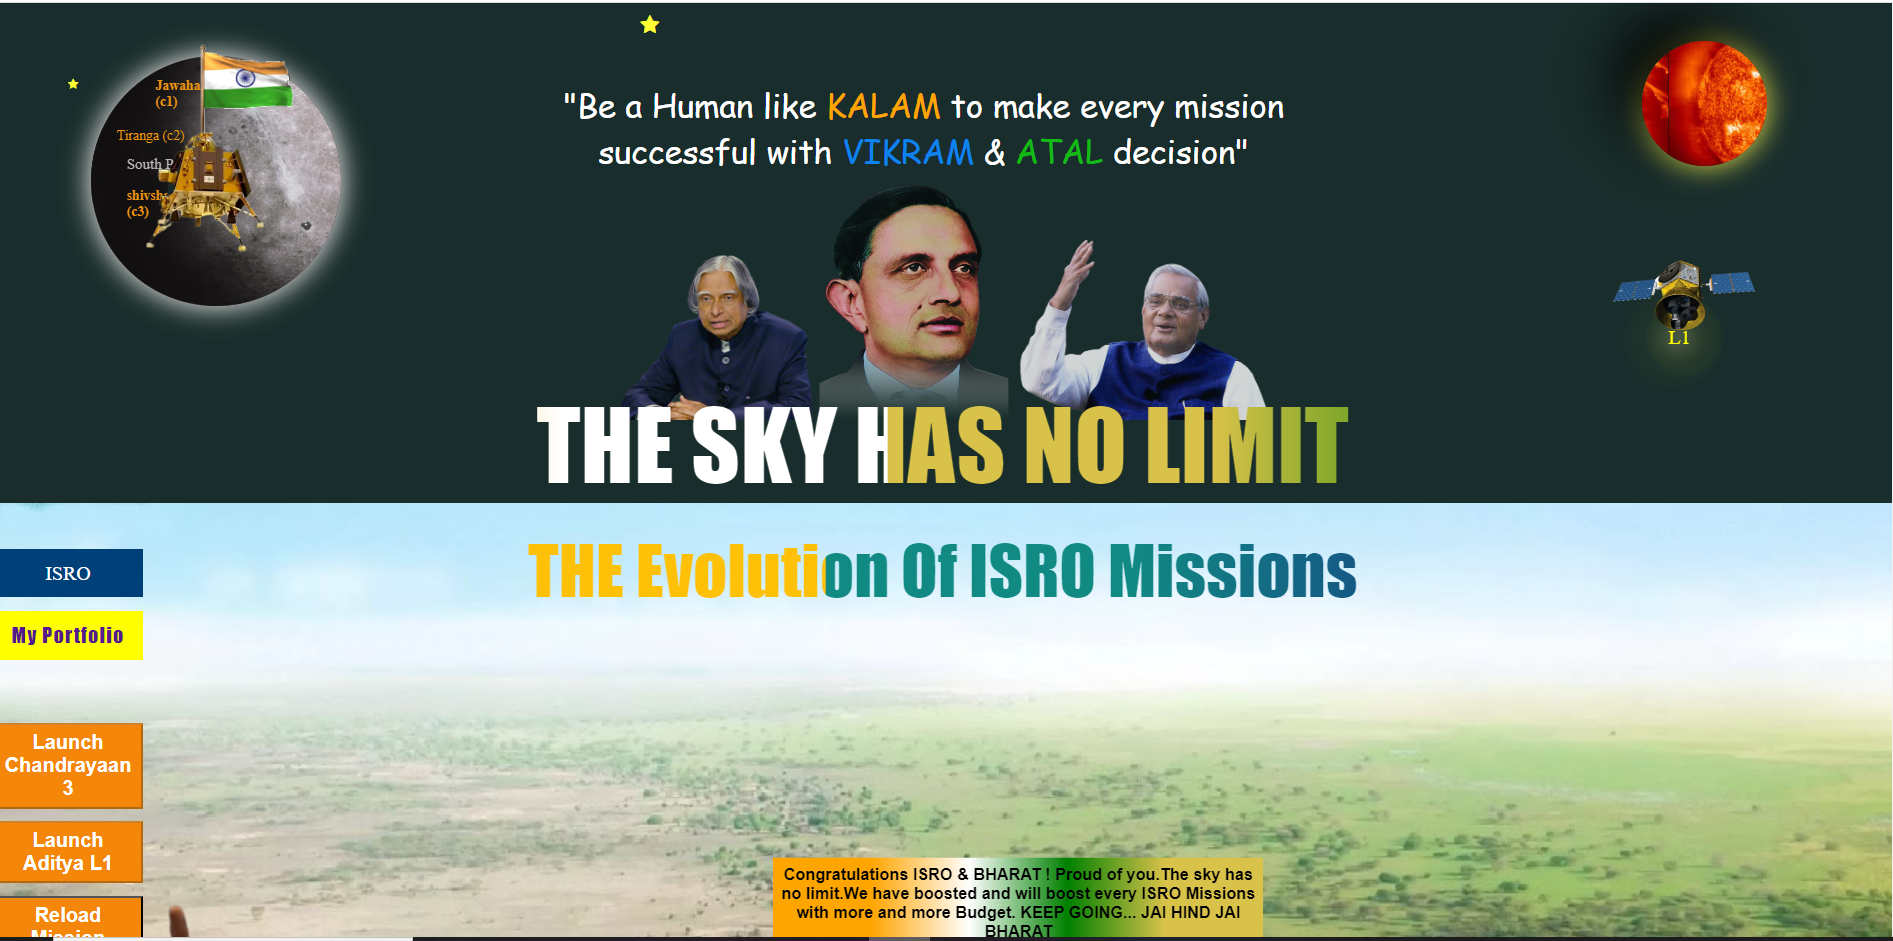 Jawaha
(c1)
Tiranga (c2)
South P
shivsh
(c3)
"Be a Human like KALAM to make every mission
successful with VIKRAM & ATAL decision"
L1
THE SKY HAS NO LIMIT
THE Evolution Of ISRO Missions
ISRO
My Portfolio
Launch
Chandrayaan
3
Launch
Aditya L1
Reload
Mission
Congratulations ISRO & BHARAT ! Proud of you.The sky has
no limit.We have boosted and will boost every ISRO Missions
with more and more Budget. KEEP GOING... JAI HIND JAI
BHARAT